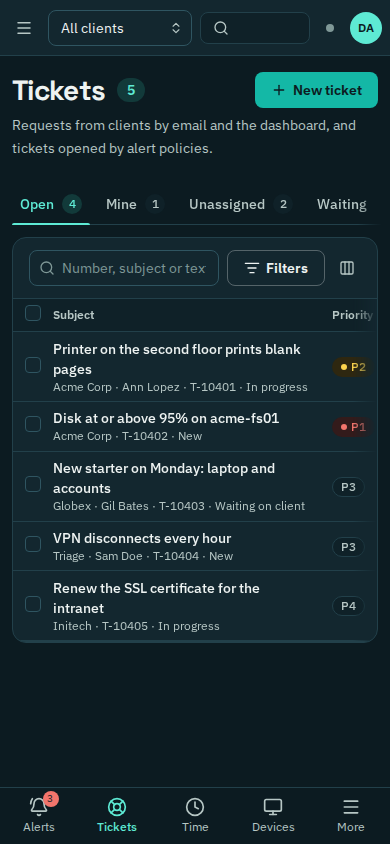 All clients
DA
Tickets 5
New ticket
Requests from clients by email and the dashboard, and
tickets opened by alert policies.
Open 4 Mine 1 Unassigned 2 Waiting
Number, subject or tex
Filters
Subject Priority
Printer on the second floor prints blank
pages
P2
Acme Corp · Ann Lopez · T-10401 · In progress
Disk at or above 95% on acme-fs01
P1
Acme Corp · T-10402 · New
New starter on Monday: laptop and
accounts
P3
Globex · Gil Bates · T-10403 · Waiting on client
VPN disconnects every hour
P3
Triage · Sam Doe · T-10404 · New
Renew the SSL certificate for the
intranet
P4
Initech · T-10405 · In progress
3
Alerts Tickets Time Devices More